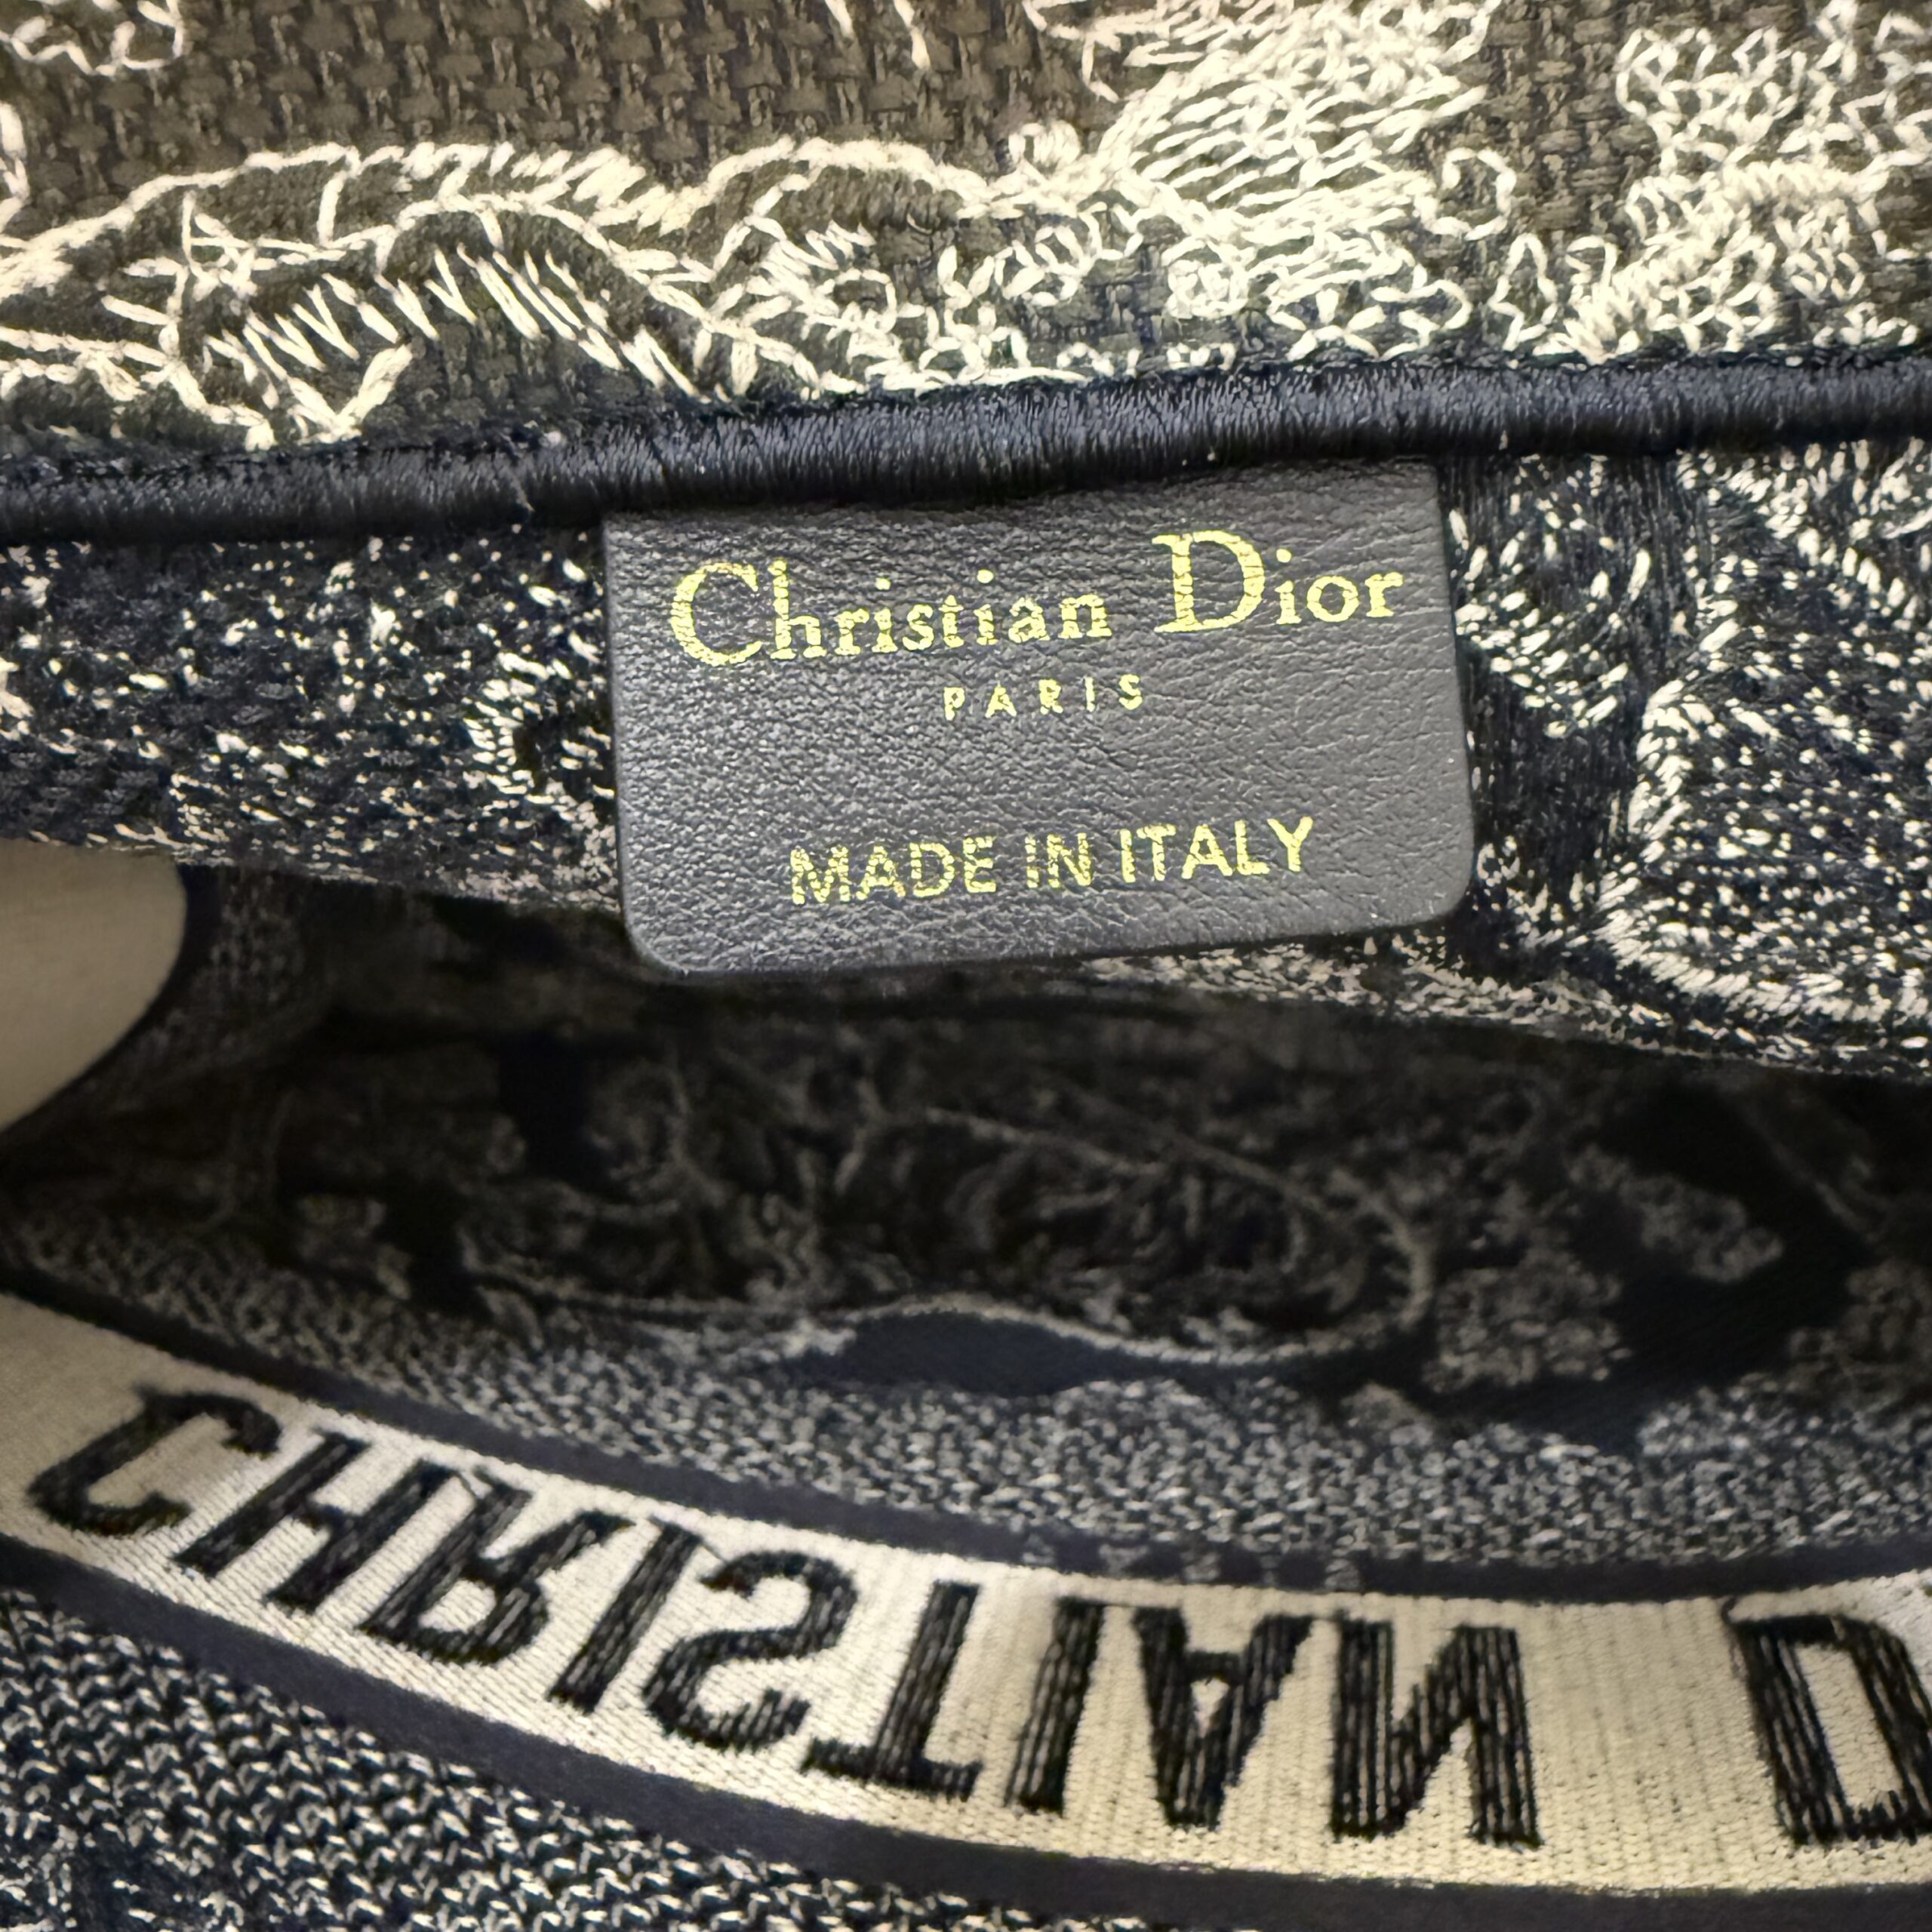 Christian Dior
PARIS
MADE IN ITALY
CHRISTIAN D